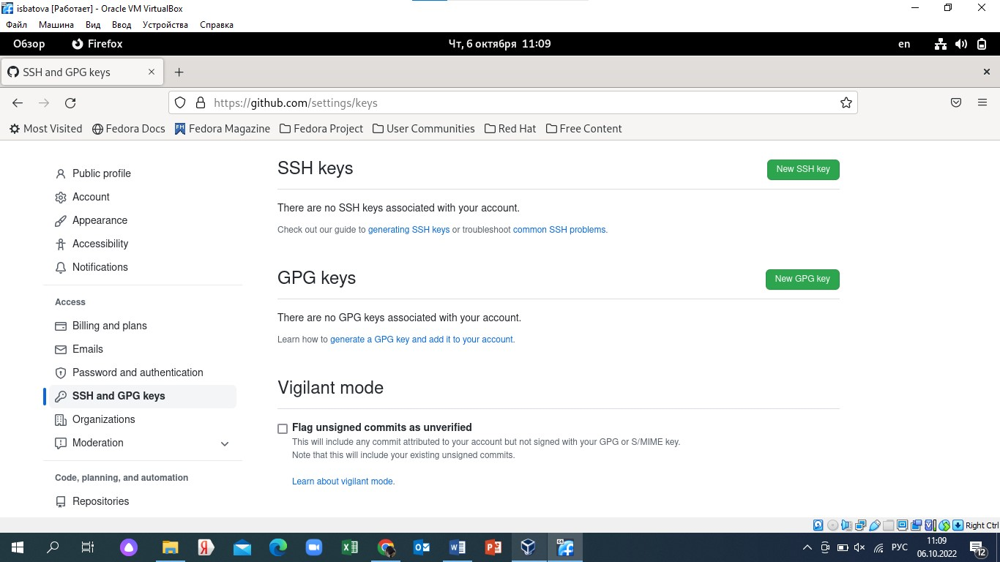 isbatova [Работает] - Oracle VM VirtualBox
Файл Машина Вид Ввод Устройства Справка
Обзор Firefox Чт, 6 октября 11:09 en
SSH and GPG keys
https://github.com/settings/keys
Most Visited Fedora Docs Fedora Magazine Fedora Project User Communities Red Hat Free Content
Public profile
Account
Appearance
Accessibility
Notifications
Access
Billing and plans
Emails
Password and authentication
SSH and GPG keys
Organizations
Moderation
Code, planning, and automation
Repositories
SSH keys New SSH key
There are no SSH keys associated with your account.
Check out our guide to generating SSH keys or troubleshoot common SSH problems.
GPG keys New GPG key
There are no GPG keys associated with your account.
Learn how to generate a GPG key and add it to your account.
Vigilant mode
Flag unsigned commits as unverified
This will include any commit attributed to your account but not signed with your GPG or S/MIME key.
Note that this will include your existing unsigned commits.
Learn about vigilant mode.
Right Ctrl
РУС 11:09
06.10.2022
12